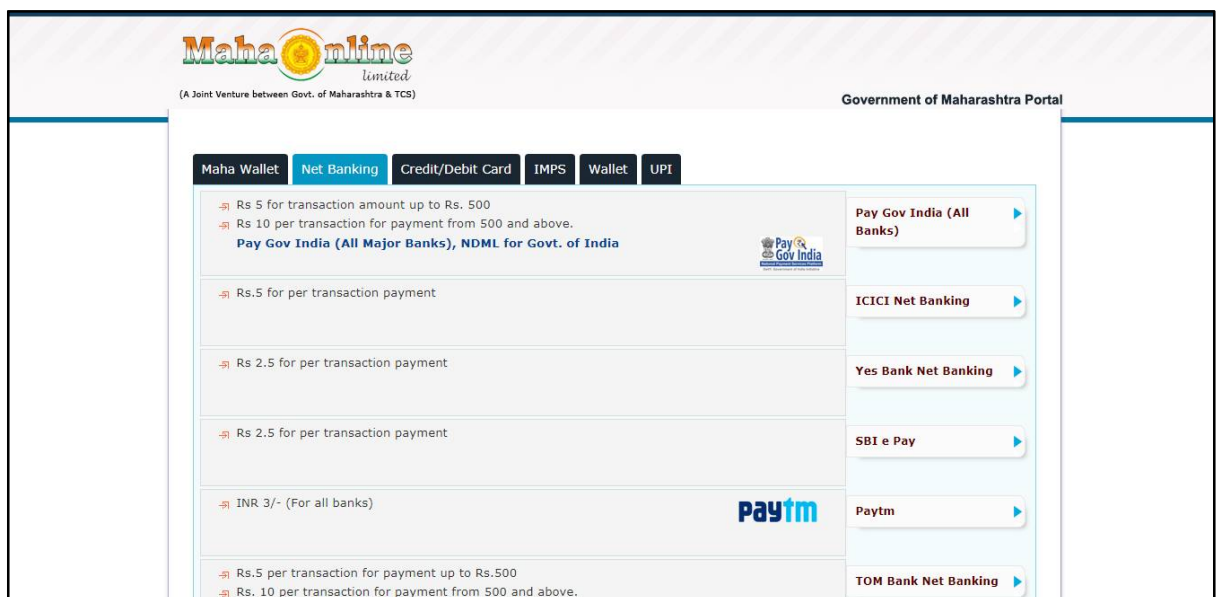 Maha Online
limited
(A Joint Venture between Govt. of Maharashtra & TCS)
Government of Maharashtra Portal
Maha Wallet Net Banking Credit/Debit Card IMPS Wallet UPI
Rs 5 for transaction amount up to Rs. 500
Rs 10 per transaction for payment from 500 and above.
Pay Gov India (All Major Banks), NDML for Govt. of India
Pay
Gov India
Pay Gov India (All
Banks)
Rs.5 for per transaction payment
ICICI Net Banking
Rs 2.5 for per transaction payment
Yes Bank Net Banking
Rs 2.5 for per transaction payment
SBI e Pay
INR 3/- (For all banks)
paytm
Paytm
Rs.5 per transaction for payment up to Rs.500
Rs. 10 per transaction for payment from 500 and above.
TOM Bank Net Banking